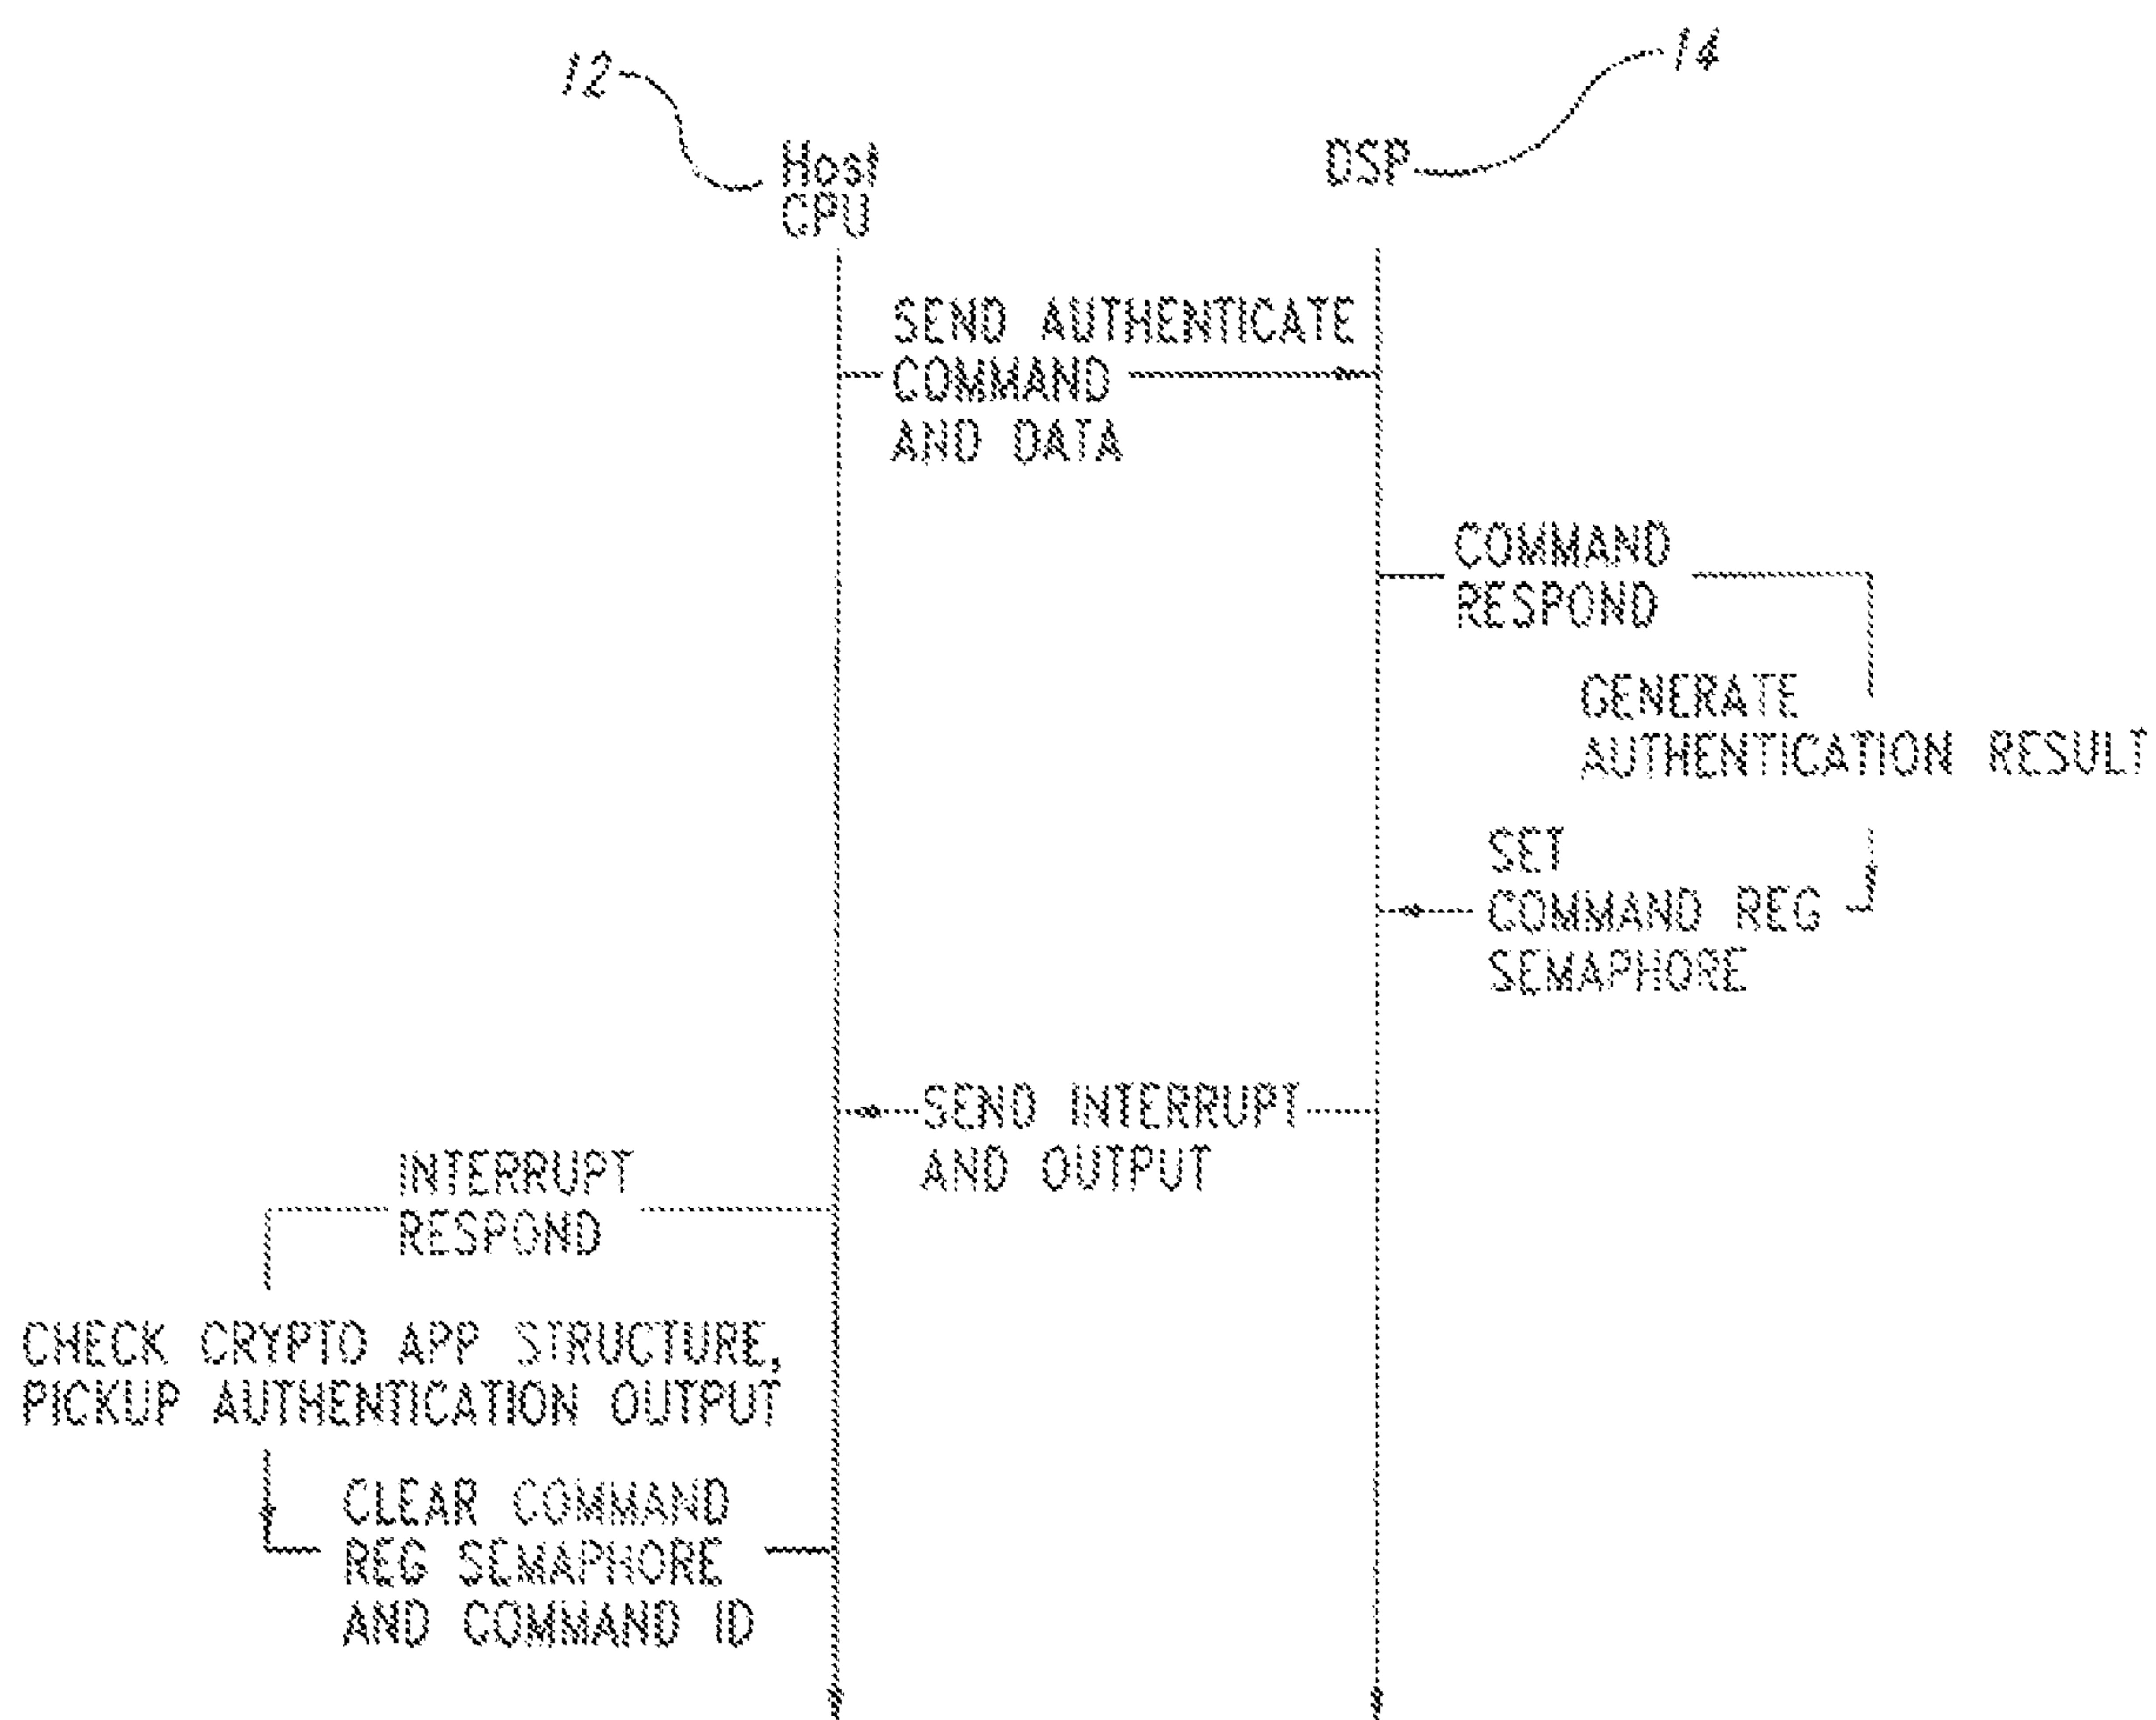 12
14
Host
CPU
DSP
SEND AUTHENTICATE
COMMAND
AND DATA
COMMAND
RESPOND
GENERATE
AUTHENTICATION RESULT
SET
COMMAND REG
SEMAPHORE
SEND INTERRUPT
AND OUTPUT
INTERRUPT
RESPOND
CHECK CRYPTO APP STRUCTURE,
PICKUP AUTHENTICATION OUTPUT
CLEAR COMMAND
REG SEMAPHORE
AND COMMAND ID